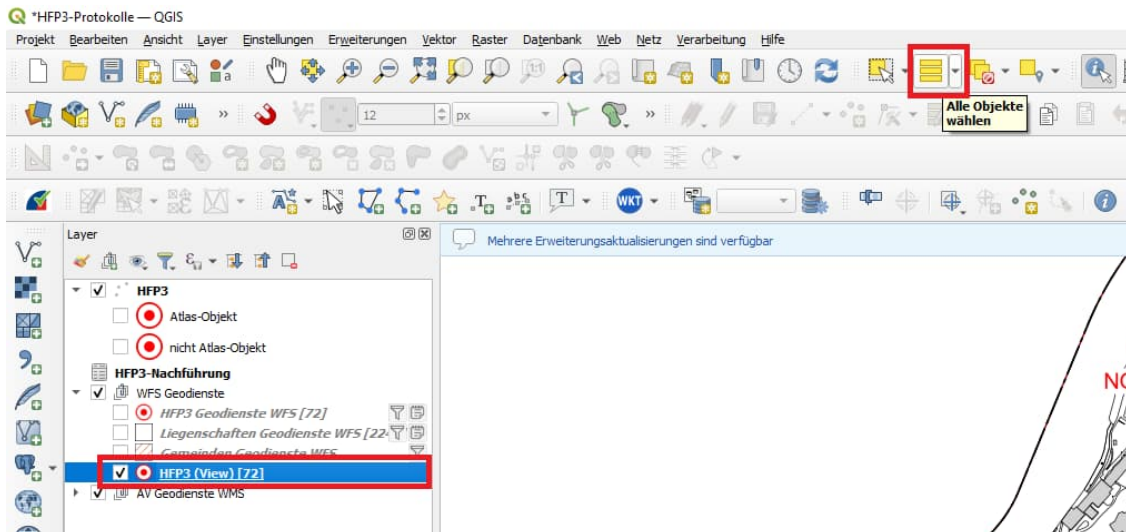 *HFP3-Protokolle — QGIS
Projekt Bearbeiten Ansicht Layer Einstellungen Erweiterungen Vektor Raster Datenbank Web Netz Verarbeitung Hilfe
12 px
Alle Objekte
wählen
WKT
Layer
Mehrere Erweiterungsaktualisierungen sind verfügbar
HFP3
Atlas-Objekt
nicht Atlas-Objekt
HFP3-Nachführung
WFS Geodienste
HFP3 Geodienste WFS [72]
Liegenschaften Geodienste WFS [224
Gemeinden Geodienste WFS
HFP3 (View) [72]
AV Geodienste WMS